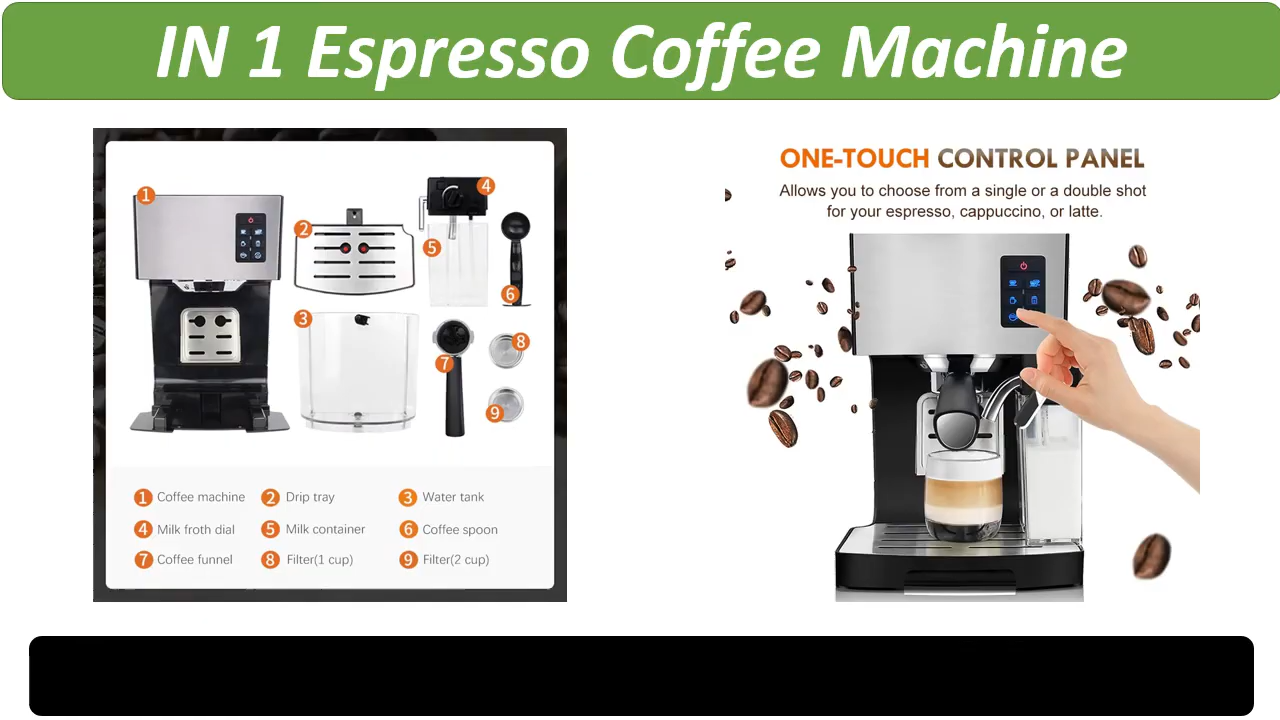 IN 1 Espresso Coffee Machine
1
2
3
4
5
6
7
8
9
1 Coffee machine 2 Drip tray 3 Water tank
4 Milk froth dial 5 Milk container 6 Coffee spoon
7 Coffee funnel 8 Filter(1 cup) 9 Filter(2 cup)
ONE-TOUCH CONTROL PANEL
Allows you to choose from a single or a double shot
for your espresso, cappuccino, or latte.